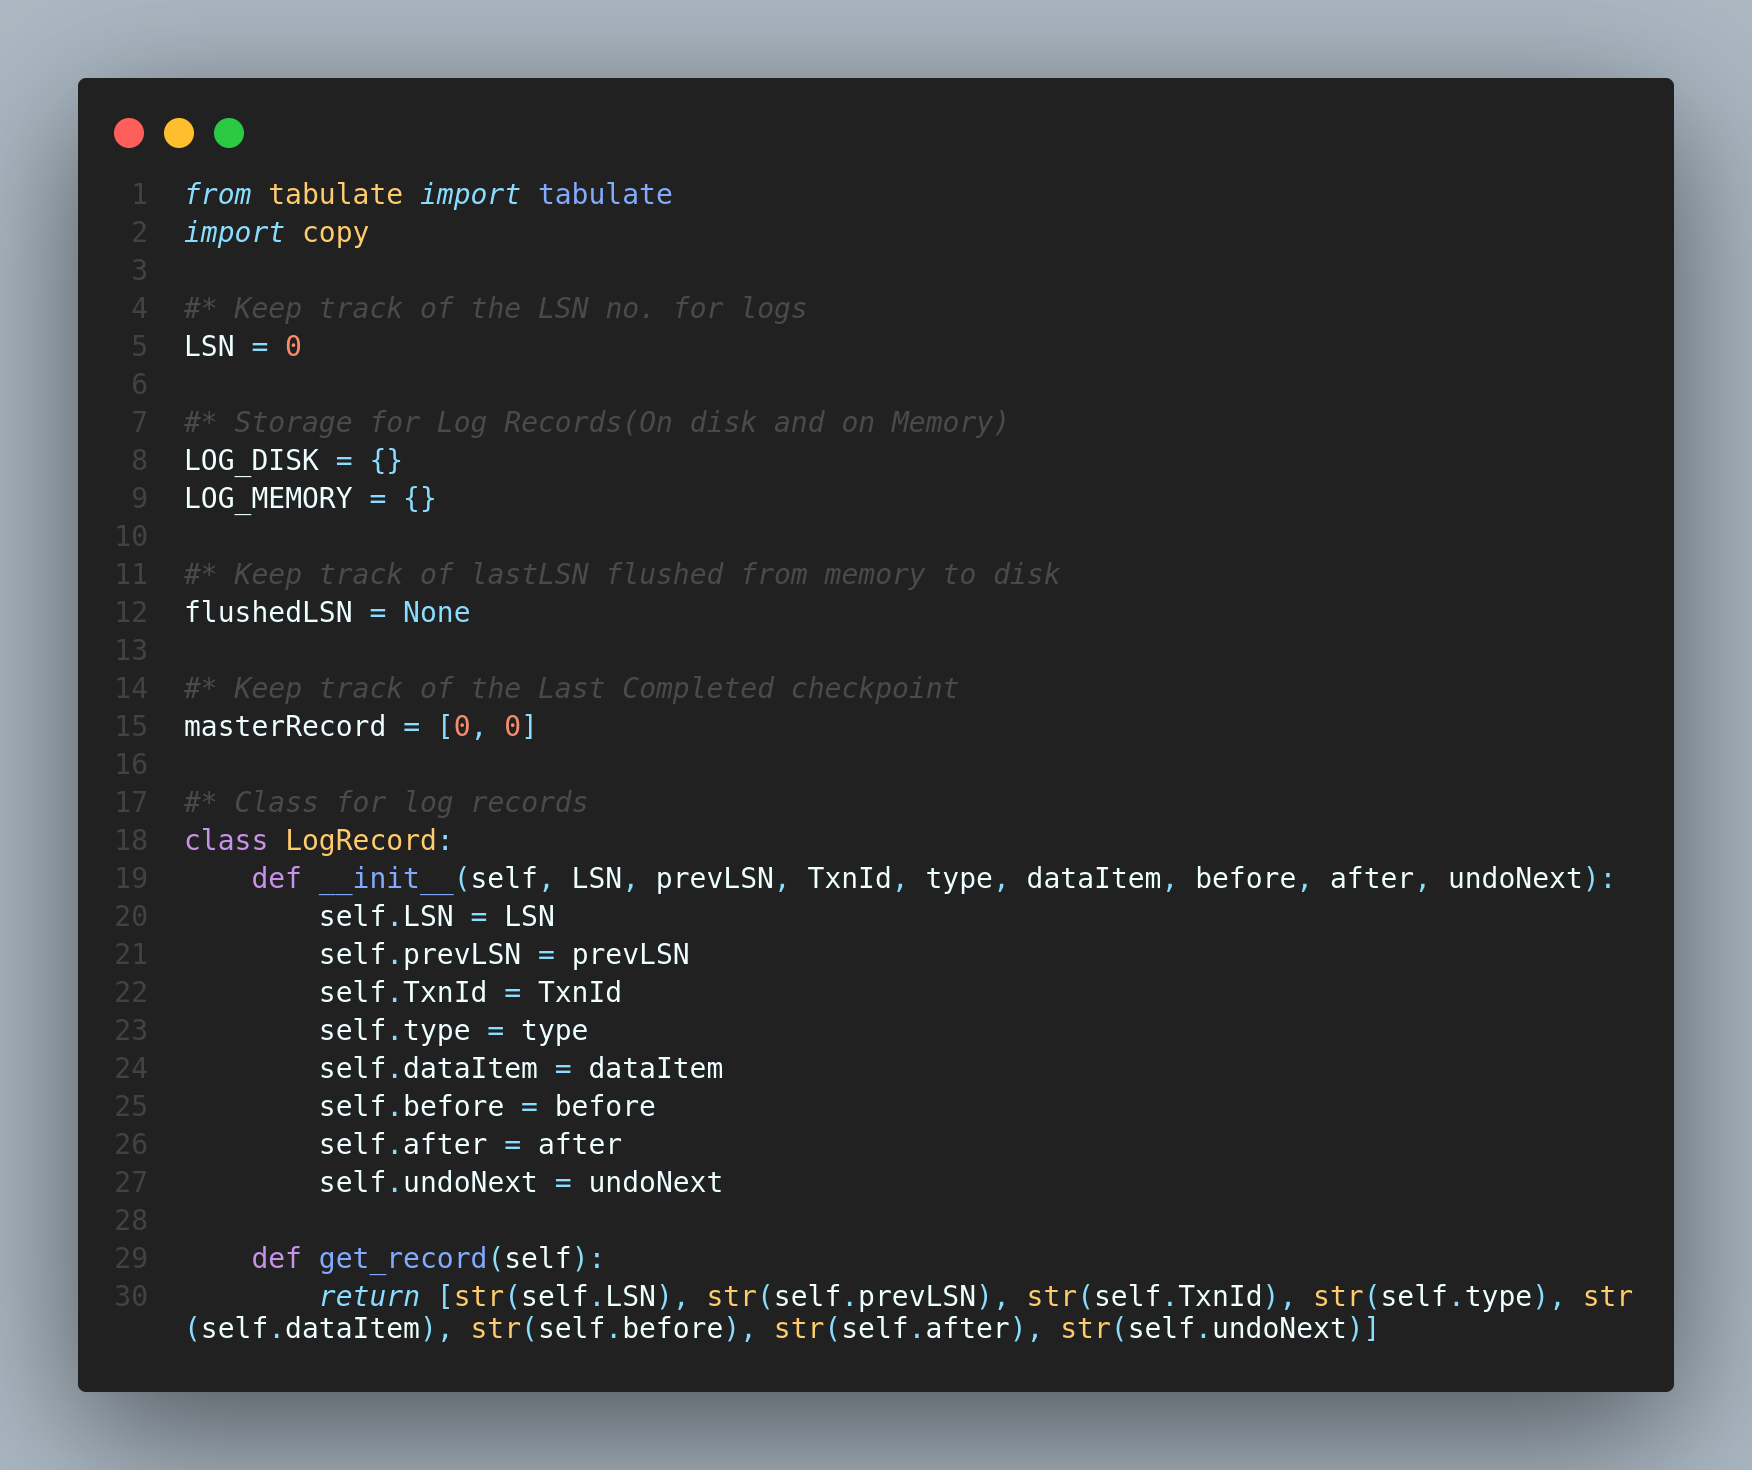 1 from tabulate import tabulate
2 import copy
3
4 #* Keep track of the LSN no. for logs
5 LSN = 0
6
7 #* Storage for Log Records(On disk and on Memory)
8 LOG_DISK = {}
9 LOG_MEMORY = {}
10
11 #* Keep track of lastLSN flushed from memory to disk
12 flushedLSN = None
13
14 #* Keep track of the Last Completed checkpoint
15 masterRecord = [0, 0]
16
17 #* Class for log records
18 class LogRecord:
19     def __init__(self, LSN, prevLSN, TxnId, type, dataItem, before, after, undoNext):
20         self.LSN = LSN
21         self.prevLSN = prevLSN
22         self.TxnId = TxnId
23         self.type = type
24         self.dataItem = dataItem
25         self.before = before
26         self.after = after
27         self.undoNext = undoNext
28
29     def get_record(self):
30         return [str(self.LSN), str(self.prevLSN), str(self.TxnId), str(self.type), str
(self.dataItem), str(self.before), str(self.after), str(self.undoNext)]